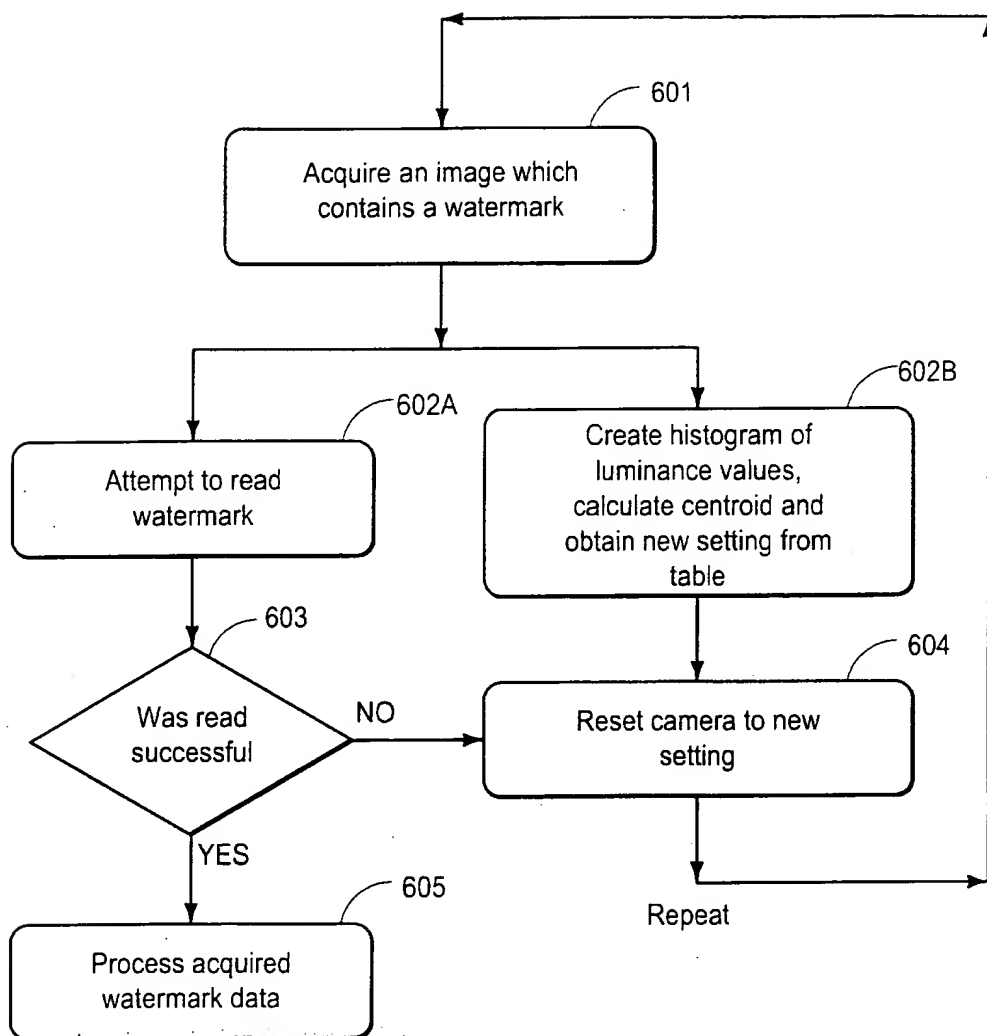 601
Acquire an image which
contains a watermark
602A
Attempt to read
watermark
602B
Create histogram of
luminance values,
calculate centroid and
obtain new setting from
table
603
Was read
successful
NO
YES
604
Reset camera to new
setting
Repeat
605
Process acquired
watermark data